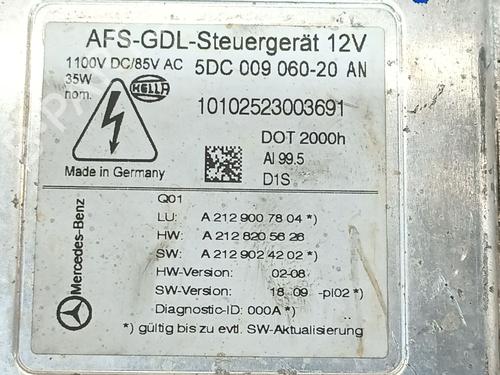 AFS-GDL-Steuergerät 12V
1100V DC/85V AC 5DC 009 060-20 AN
35W
nom.
HELLA
10102523003691
DOT 2000h
Al 99.5
D1S
Made in Germany
Mercedes-Benz
Q01
LU: A 212 900 78 04 *)
HW: A 212 820 56 26
SW: A 212 902 42 02 *)
HW-Version: 02-08
SW-Version: 18 09 -pl02 *)
Diagnostic-ID: 000A *)
*) gültig bis zu evtl. SW-Aktualisierung